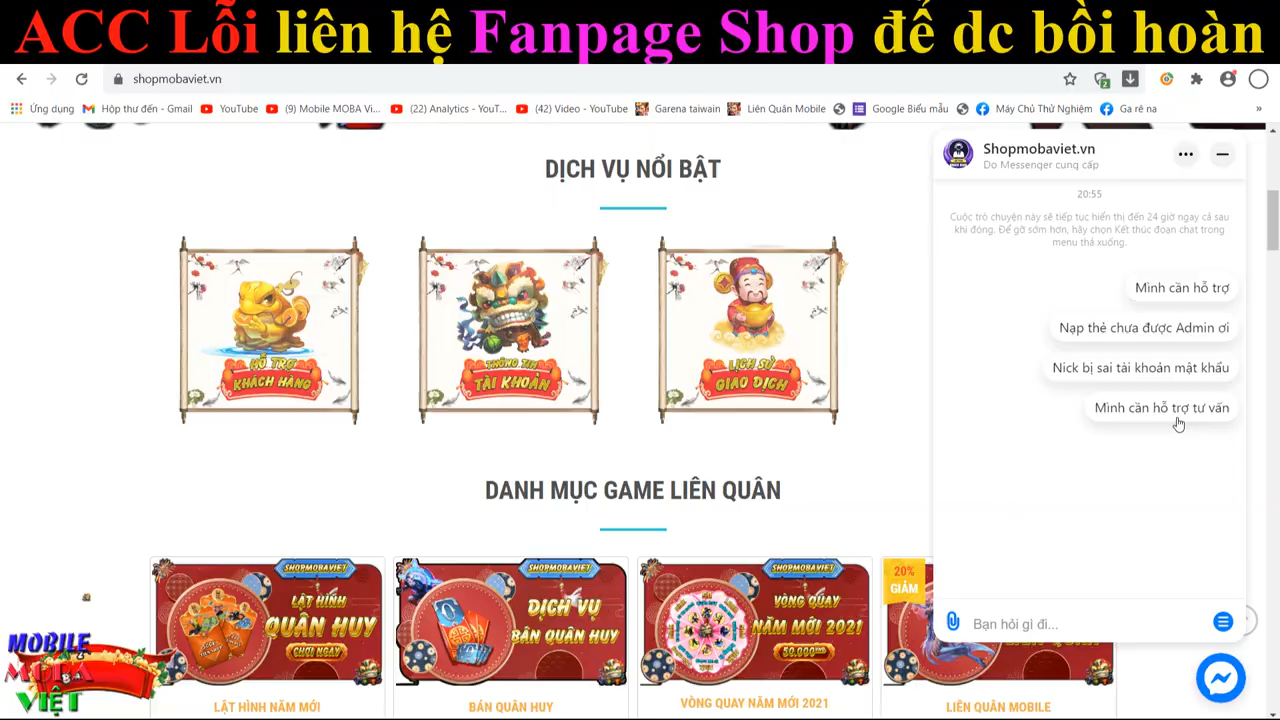 ACC Lỗi liên hệ Fanpage Shop để dc bồi hoàn
shopmobaviet.vn
2
Ứng dụng
Hộp thư đến - Gmail
YouTube
(9) Mobile MOBA Vi...
(22) Analytics - YouT...
(42) Video - YouTube
Garena taiwain
Liên Quân Mobile
Google Biểu mẫu
Máy Chủ Thử Nghiệm
Ga rê na
»
DỊCH VỤ NỔI BẬT
HỖ TRỢ
KHÁCH HÀNG
THÔNG TIN
TÀI KHOẢN
LỊCH SỬ
GIAO DỊCH
DANH MỤC GAME LIÊN QUÂN
SHOPMOBAVIET
LẬT HÌNH
QUÂN HUY
CHƠI NGAY
LẬT HÌNH NĂM MỚI
SHOPMOBAVIET
DỊCH VỤ
BÁN QUÂN HUY
BÁN QUÂN HUY
SHOPMOBAVIET
VÒNG QUAY
NĂM MỚI 2021
50.000
VÒNG QUAY NĂM MỚI 2021
20%
GIẢM
LIÊN QUÂN MOBILE
Shopmobaviet.vn
Do Messenger cung cấp
20:55
Cuộc trò chuyện này sẽ tiếp tục hiển thị đến 24 giờ ngay cả sau
khi đóng. Để gỡ sớm hơn, hãy chọn Kết thúc đoạn chat trong
menu thả xuống.
Mình cần hỗ trợ
Nạp thẻ chưa được Admin ơi
Nick bị sai tài khoản mật khẩu
Mình cần hỗ trợ tư vấn
Bạn hỏi gì đi...
MOBILE
MOBA
VIỆT